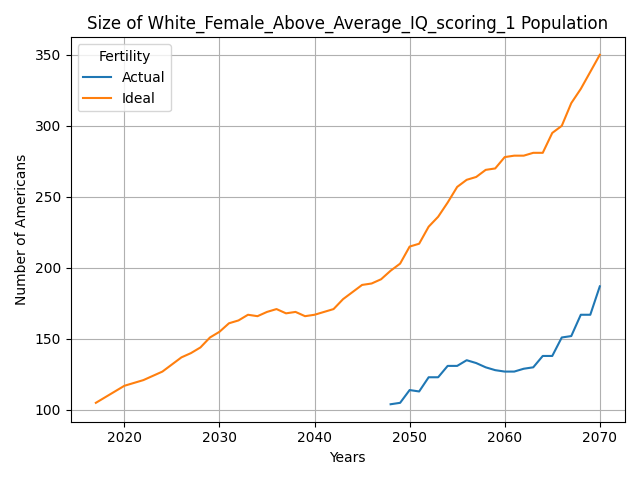 Size of White_Female_Above_Average_IQ_scoring_1 Population
Fertility
Actual
Ideal
Number of Americans
350
300
250
200
150
100
2020
2030
2040
2050
2060
2070
Years